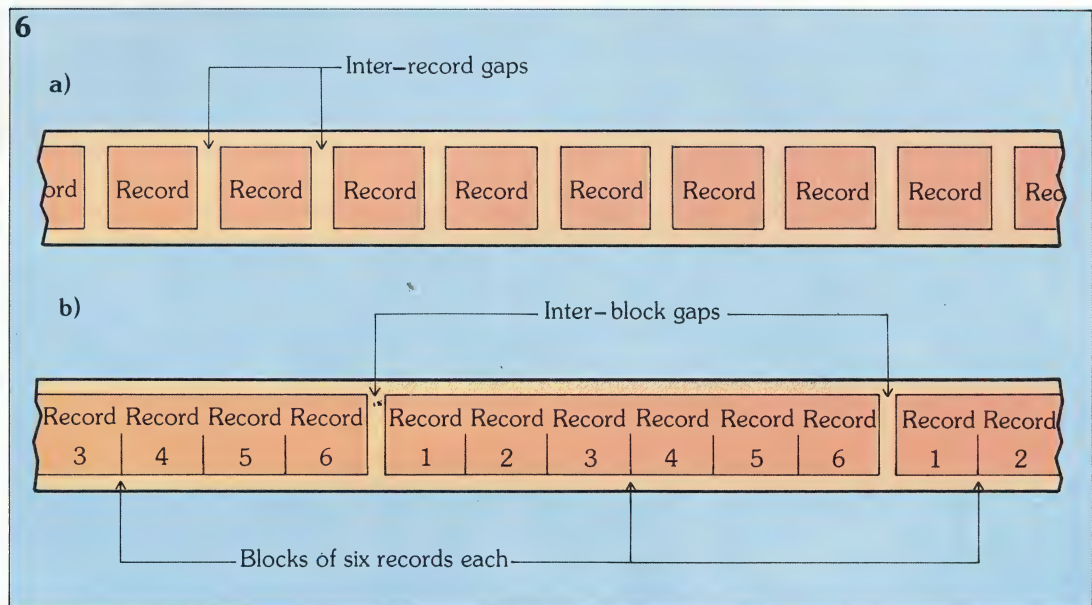 6
Inter-record gaps
a)
ord Record Record Record Record Record Record Record Record Rec
b)
Inter-block gaps
Record Record Record Record Record Record Record Record Record Record Record Record
3 4 5 6 1 2 3 4 5 6 1 2
Blocks of six records each